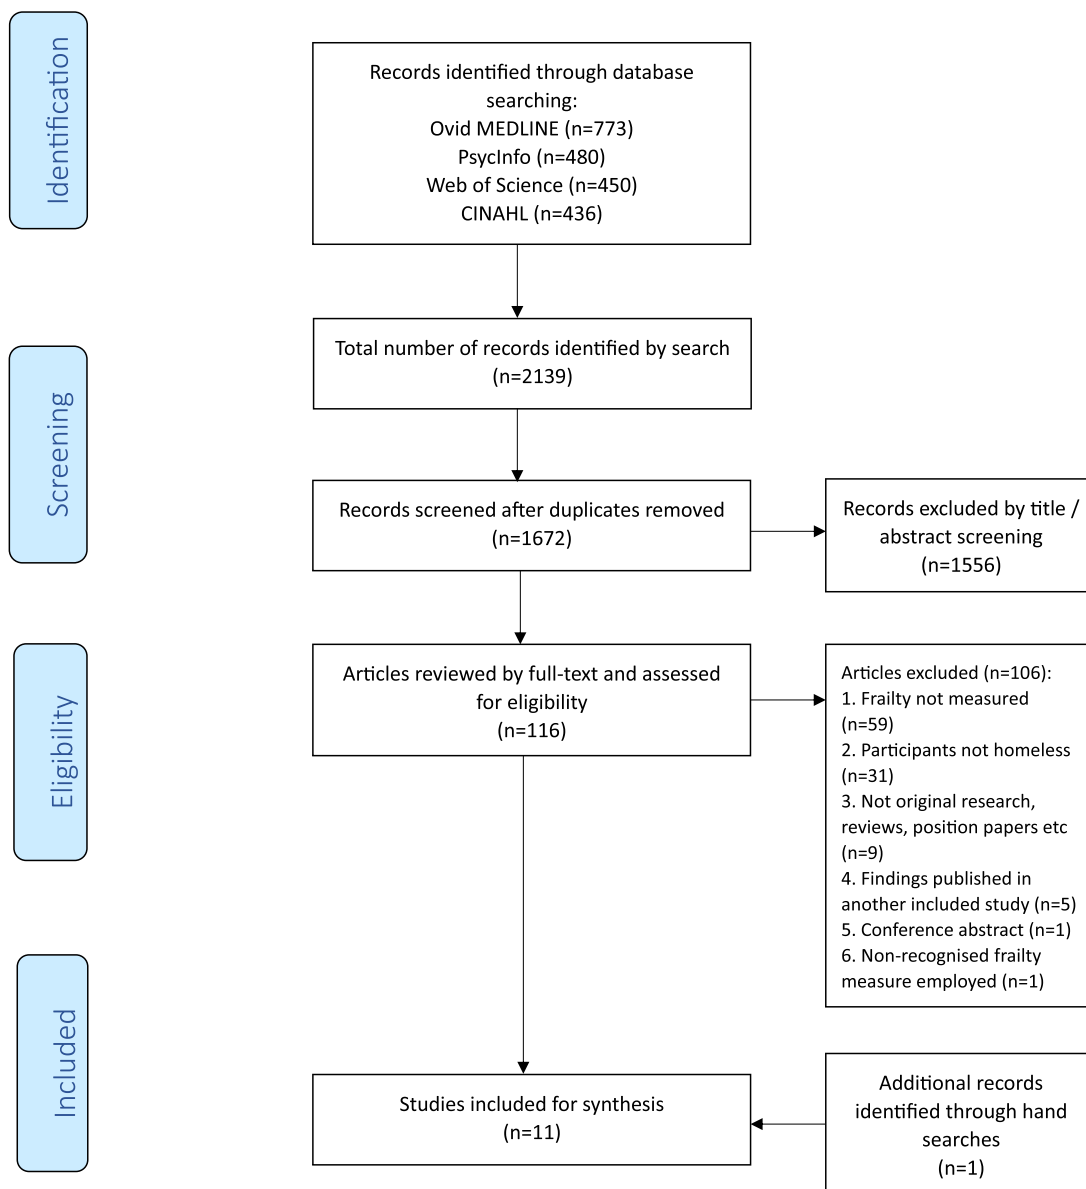 Identification
Records identified through database
searching:
Ovid MEDLINE (n=773)
PsycInfo (n=480)
Web of Science (n=450)
CINAHL (n=436)
Total number of records identified by search
(n=2139)
Screening
Records screened after duplicates removed
(n=1672)
Records excluded by title /
abstract screening
(n=1556)
Eligibility
Articles reviewed by full-text and assessed
for eligibility
(n=116)
Articles excluded (n=106):
1. Frailty not measured
(n=59)
2. Participants not homeless
(n=31)
3. Not original research,
reviews, position papers etc
(n=9)
4. Findings published in
another included study (n=5)
5. Conference abstract (n=1)
6. Non-recognised frailty
measure employed (n=1)
Included
Studies included for synthesis
(n=11)
Additional records
identified through hand
searches
(n=1)